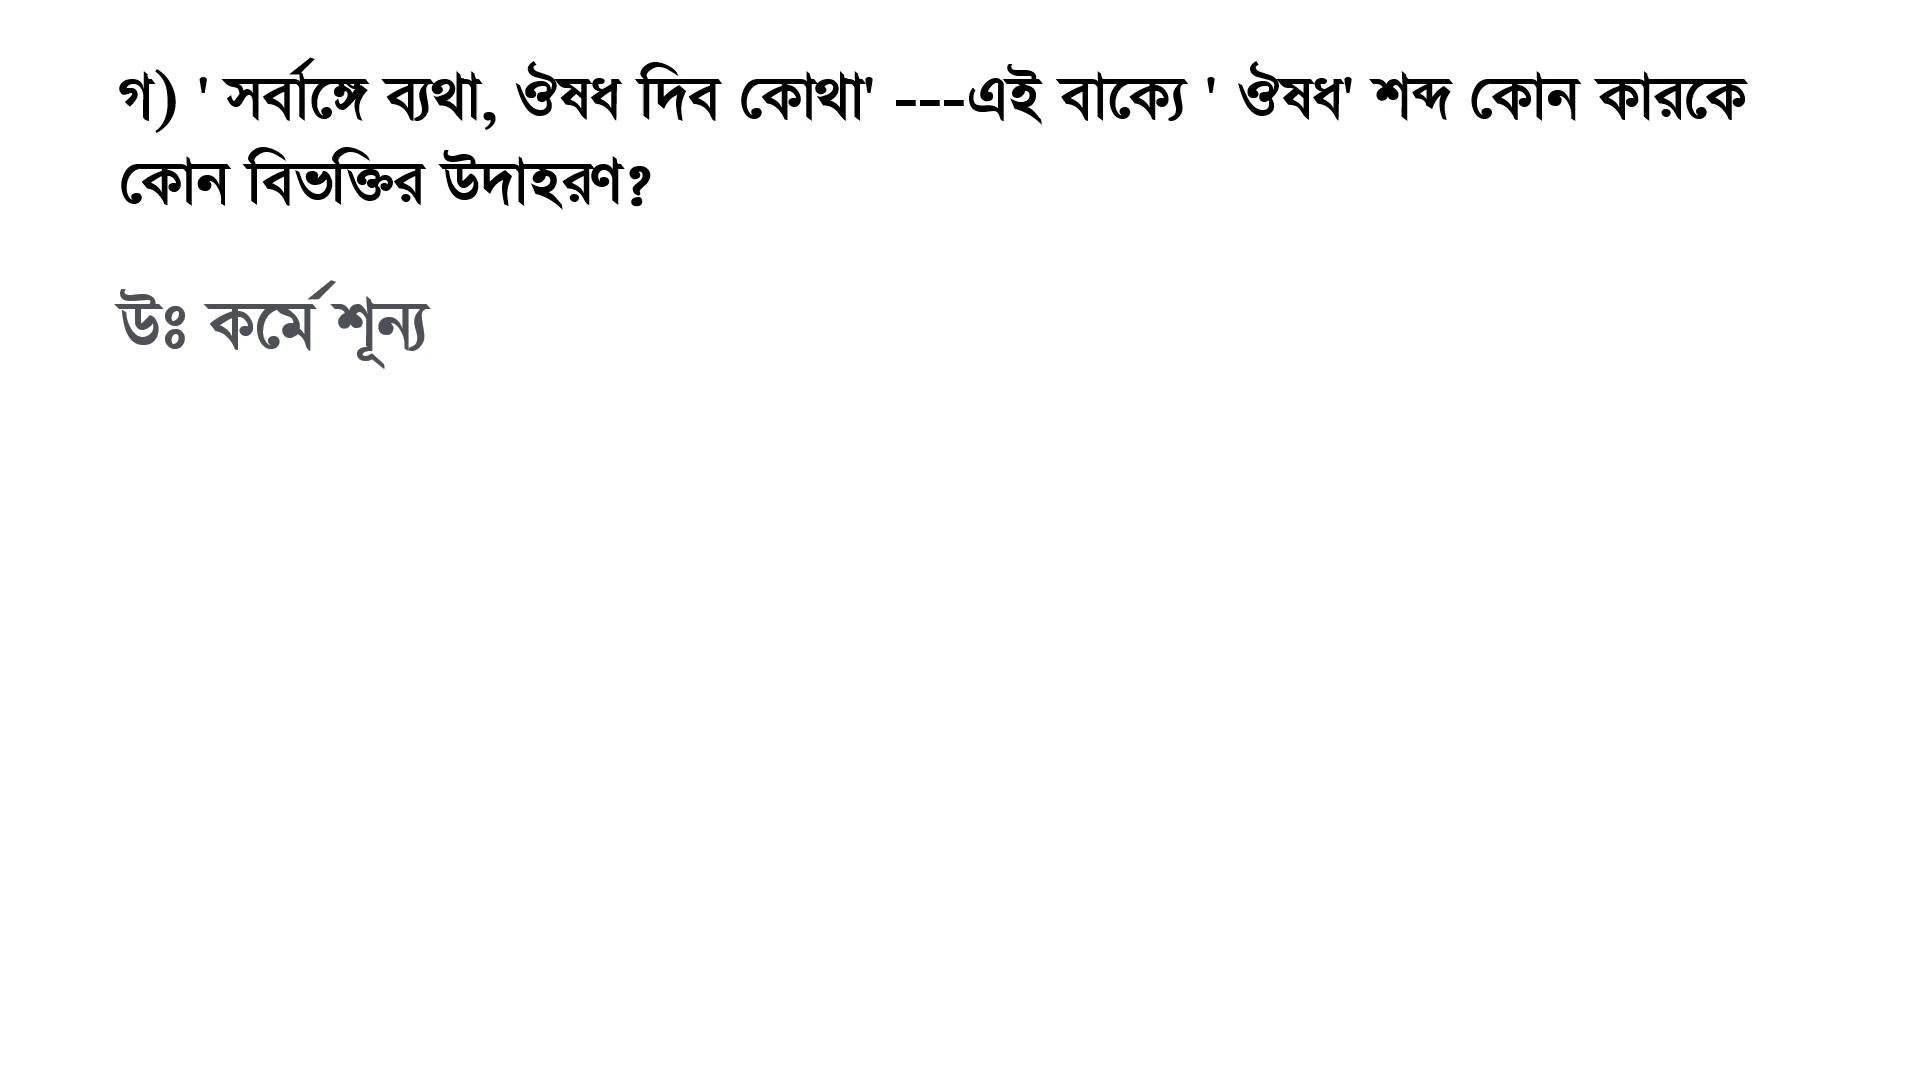 গ) ' সর্বাঙ্গে ব্যথা, ঔষধ দিব কোথা' ---এই বাক্যে ' ঔষধ' শব্দ কোন কারকে
কোন বিভক্তির উদাহরণ?
উঃ কর্মে শূন্য